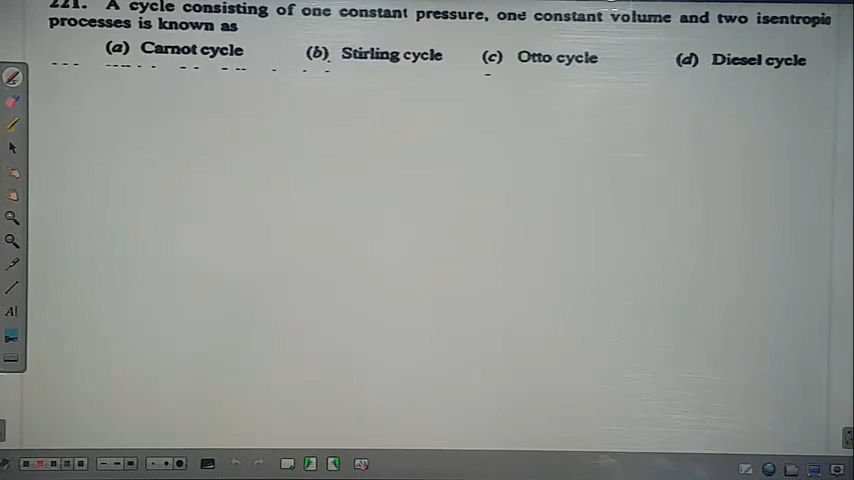 221. A cycle consisting of one constant pressure, one constant volume and two isentropic
processes is known as
(a) Carnot cycle (b) Stirling cycle (c) Otto cycle (d) Diesel cycle
A